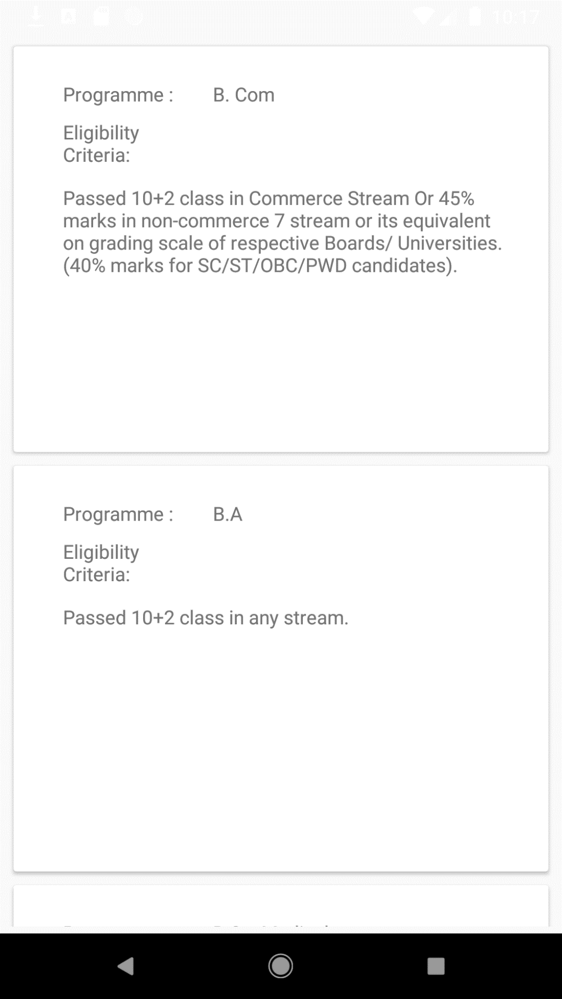 10:17
Programme : B. Com
Eligibility
Criteria:
Passed 10+2 class in Commerce Stream Or 45%
marks in non-commerce 7 stream or its equivalent
on grading scale of respective Boards/ Universities.
(40% marks for SC/ST/OBC/PWD candidates).
Programme : B.A
Eligibility
Criteria:
Passed 10+2 class in any stream.